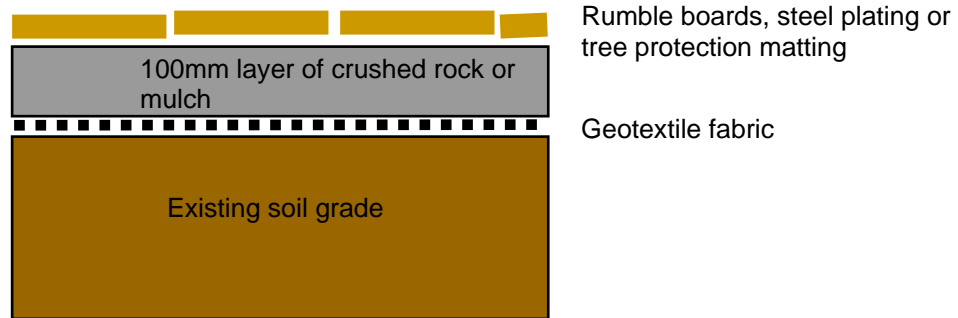 Rumble boards, steel plating or
tree protection matting
100mm layer of crushed rock or
mulch
Geotextile fabric
Existing soil grade